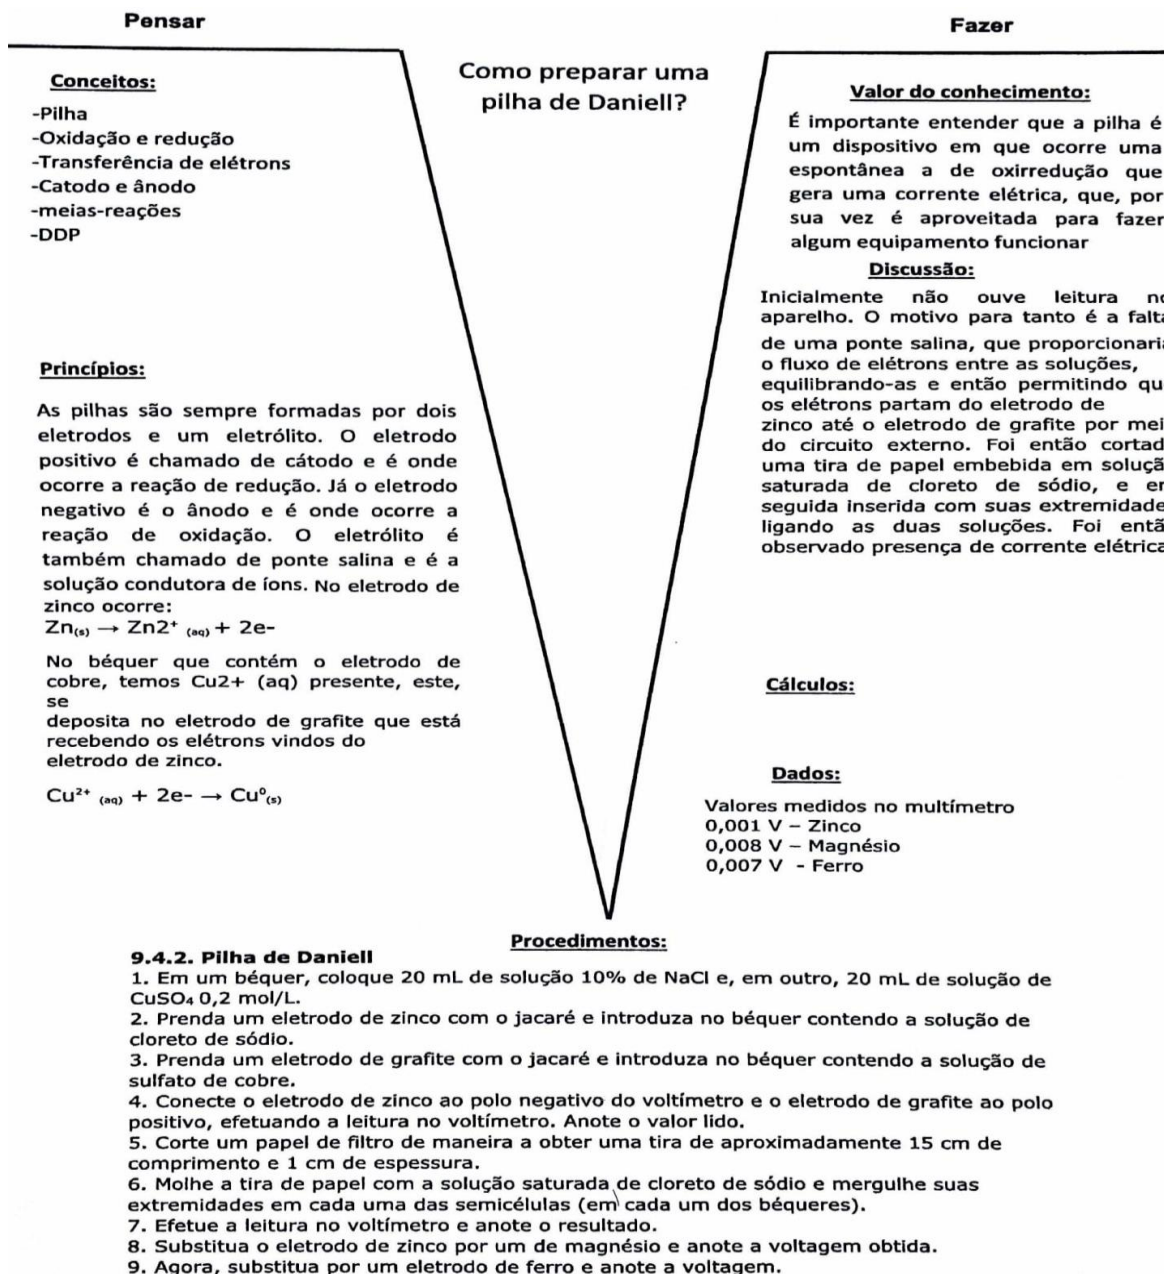 Pensar
Conceitos:
-Pilha
-Oxidação e redução
-Transferência de elétrons
-Catodo e ânodo
-meias-reações
-DDP
Princípios:
As pilhas são sempre formadas por dois
eletrodos e um eletrólito. O eletrodo
positivo é chamado de cátodo e é onde
ocorre a reação de redução. Já o eletrodo
negativo é o ânodo e é onde ocorre a
reação de oxidação. O eletrólito é
também chamado de ponte salina e é a
solução condutora de íons. No eletrodo de
zinco ocorre:
Zn₍s₎ → Zn2⁺ (aq) + 2e-
No béquer que contém o eletrodo de
cobre, temos Cu2+ (aq) presente, este,
se
deposita no eletrodo de grafite que está
recebendo os elétrons vindos do
eletrodo de zinco.
Cu²⁺ (aq) + 2e- → Cu⁰(s)
Como preparar uma
pilha de Daniell?
Fazer
Valor do conhecimento:
É importante entender que a pilha é
um dispositivo em que ocorre uma
espontânea a de oxirredução que
gera uma corrente elétrica, que, por
sua vez é aproveitada para fazer
algum equipamento funcionar
Discussão:
Inicialmente não ouve leitura no
aparelho. O motivo para tanto é a falta
de uma ponte salina, que proporcionaria
o fluxo de elétrons entre as soluções,
equilibrando-as e então permitindo qu
os elétrons partam do eletrodo de
zinco até o eletrodo de grafite por mei
do circuito externo. Foi então cortad
uma tira de papel embebida em soluçã
saturada de cloreto de sódio, e em
seguida inserida com suas extremidade
ligando as duas soluções. Foi entã
observado presença de corrente elétrica
Cálculos:
Dados:
Valores medidos no multímetro
0,001 V – Zinco
0,008 V – Magnésio
0,007 V - Ferro
Procedimentos:
9.4.2. Pilha de Daniell
1. Em um béquer, coloque 20 mL de solução 10% de NaCl e, em outro, 20 mL de solução de
CuSO₄ 0,2 mol/L.
2. Prenda um eletrodo de zinco com o jacaré e introduza no béquer contendo a solução de
cloreto de sódio.
3. Prenda um eletrodo de grafite com o jacaré e introduza no béquer contendo a solução de
sulfato de cobre.
4. Conecte o eletrodo de zinco ao polo negativo do voltímetro e o eletrodo de grafite ao polo
positivo, efetuando a leitura no voltímetro. Anote o valor lido.
5. Corte um papel de filtro de maneira a obter uma tira de aproximadamente 15 cm de
comprimento e 1 cm de espessura.
6. Molhe a tira de papel com a solução saturada de cloreto de sódio e mergulhe suas
extremidades em cada uma das semicélulas (em cada um dos béqueres).
7. Efetue a leitura no voltímetro e anote o resultado.
8. Substitua o eletrodo de zinco por um de magnésio e anote a voltagem obtida.
9. Agora, substitua por um eletrodo de ferro e anote a voltagem.